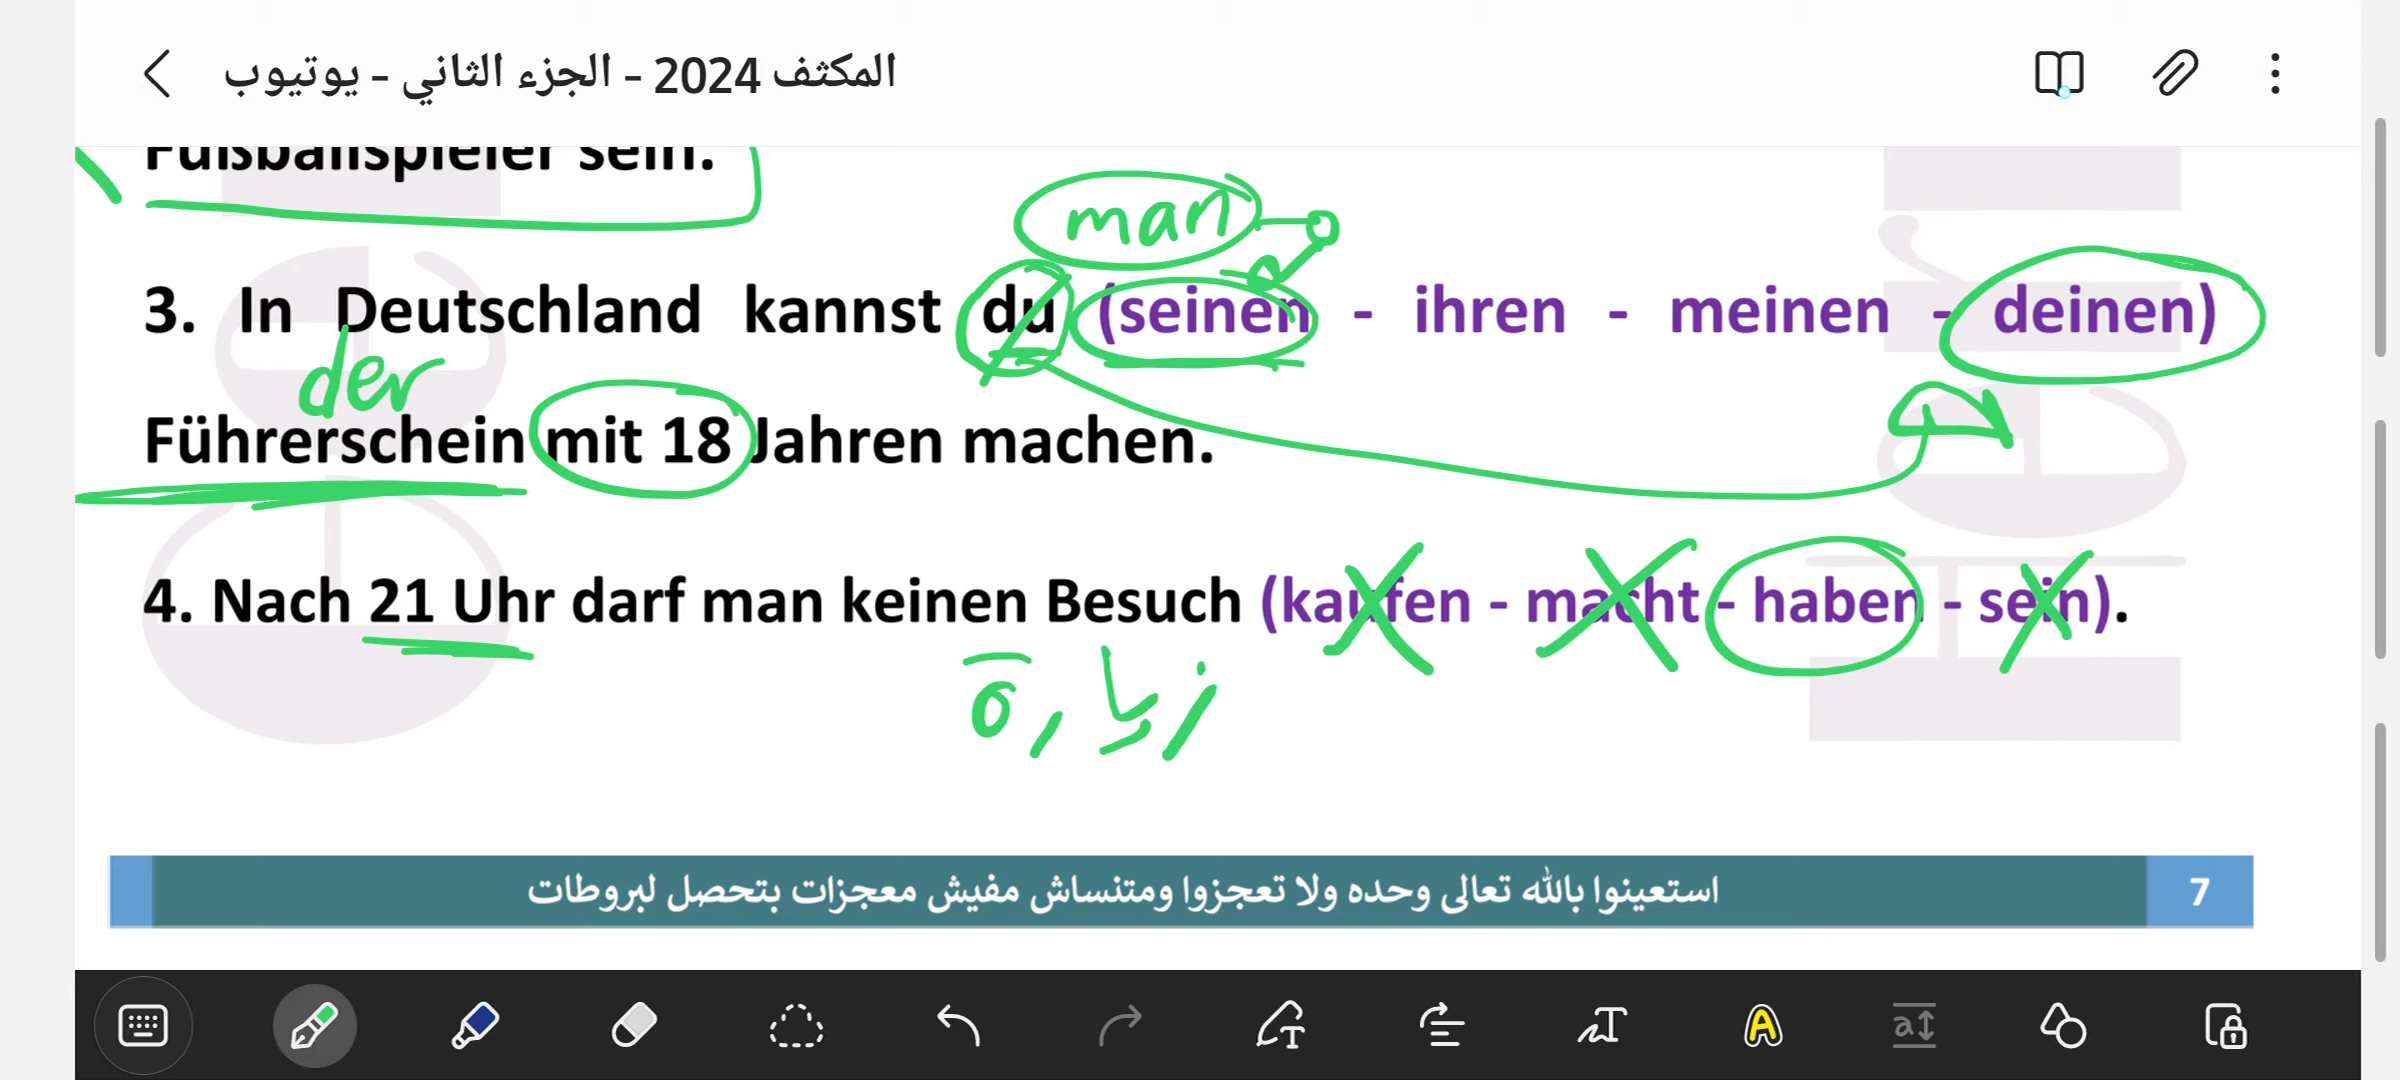 المكثف 2024 - الجزء الثاني - يوتيوب
Fußballspieler sein.
man
3. In Deutschland kannst du (seinen - ihren - meinen - deinen)
der
Führerschein mit 18 Jahren machen.
4. Nach 21 Uhr darf man keinen Besuch (kaufen - macht - haben - sein).
زيارة
استعينوا بالله تعالى وحده ولا تعجزوا ومتنساش مفيش معجزات بتحصل لبروطات
7